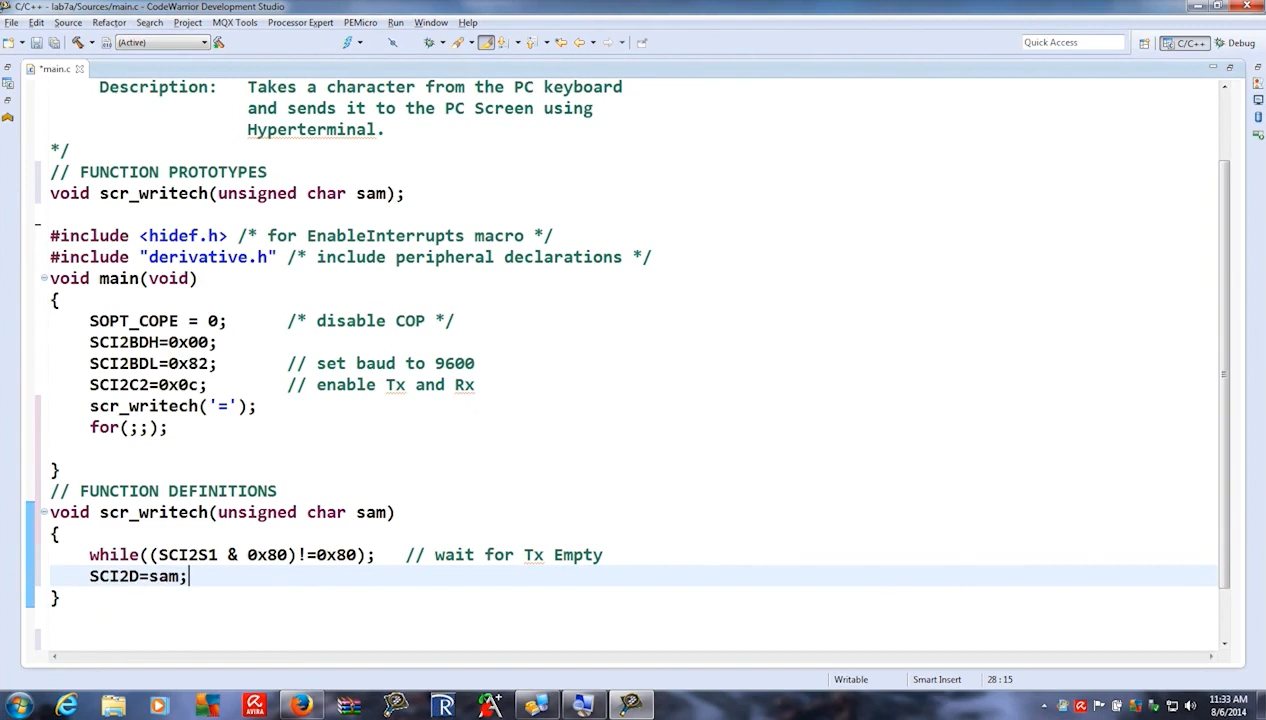 C/C++ - lab7a/Sources/main.c - CodeWarrior Development Studio
File Edit Source Refactor Search Project MQX Tools Processor Expert PEMicro Run Window Help
(Active) Quick Access C/C++ Debug
*main.c
Description: Takes a character from the PC keyboard
and sends it to the PC Screen using
Hyperterminal.
*/
// FUNCTION PROTOTYPES
void scr_writech(unsigned char sam);
#include <hidef.h> /* for EnableInterrupts macro */
#include "derivative.h" /* include peripheral declarations */
void main(void)
{
SOPT_COPE = 0; /* disable COP */
SCI2BDH=0x00;
SCI2BDL=0x82; // set baud to 9600
SCI2C2=0x0c; // enable Tx and Rx
scr_writech('=');
for(;;);
}
// FUNCTION DEFINITIONS
void scr_writech(unsigned char sam)
{
while((SCI2S1 & 0x80)!=0x80); // wait for Tx Empty
SCI2D=sam;
}
Writable Smart Insert 28 : 15
AVIRA
11:33 AM
8/6/2014